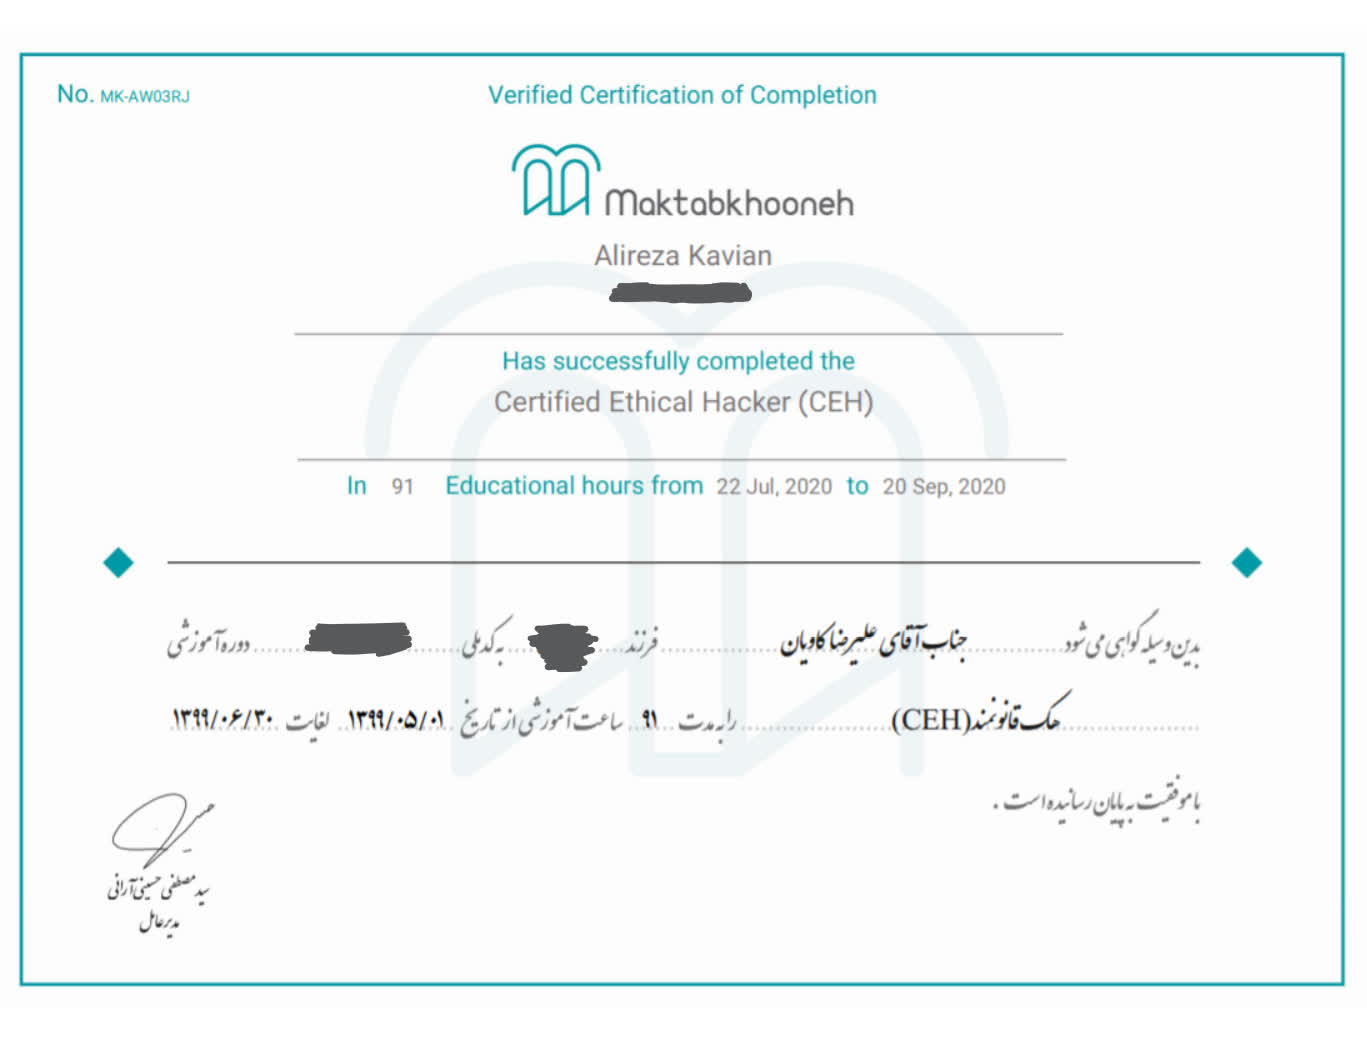 No. MK-AW03RJ
Verified Certification of Completion
Maktabkhooneh
Alireza Kavian
Has successfully completed the
Certified Ethical Hacker (CEH)
In 91 Educational hours from 22 Jul, 2020 to 20 Sep, 2020
بدین وسیله گواهی می شود جناب آقای علیرضا کاویان فرزند به کد ملی دوره آموزشی
هک قانونمند (CEH) را به مدت ۹۱ ساعت آموزشی از تاریخ ۱۳۹۹/۰۵/۰۱ لغایت ۱۳۹۹/۰۶/۳۰
با موفقیت به پایان رسانیده است .
سید مصطفی حسینی آرانی
مدیرعامل